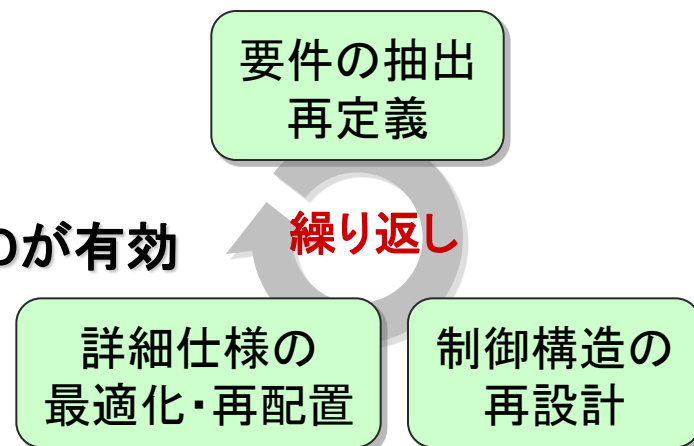 要件の抽出
再定義
繰り返し
が有効
詳細仕様の
最適化・再配置
制御構造の
再設計